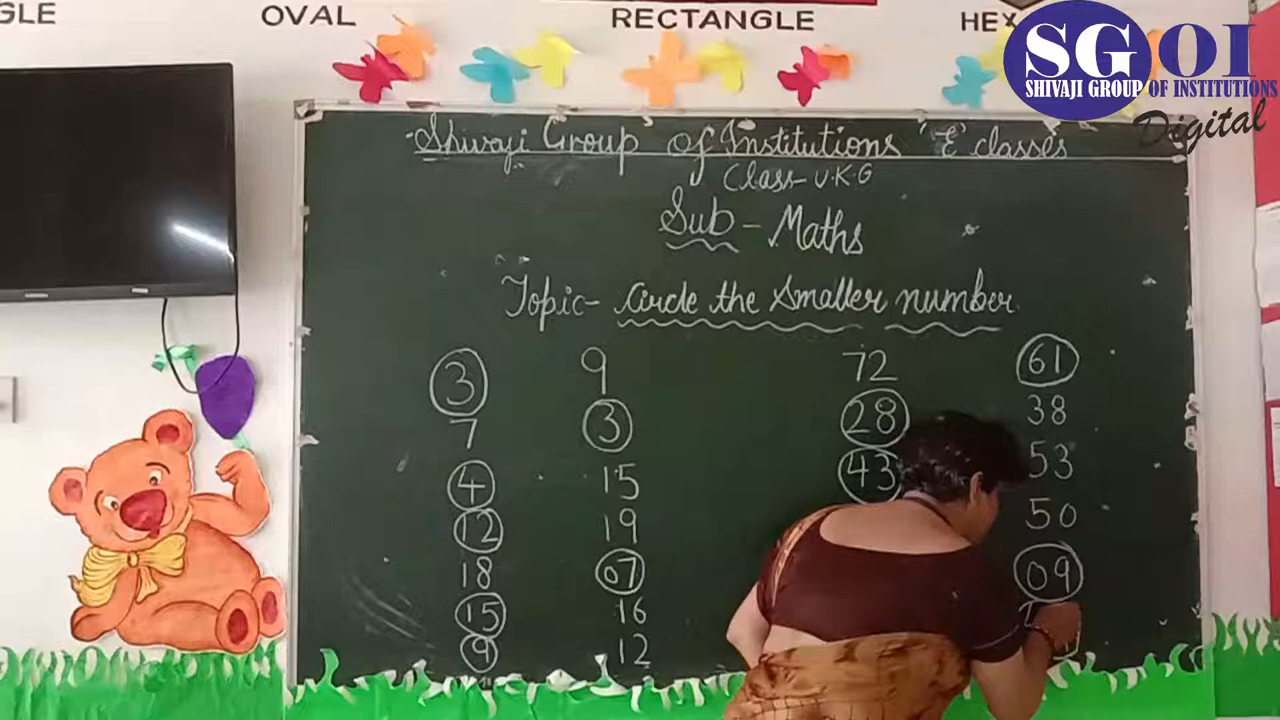 GLE OVAL RECTANGLE HEX
SGOI
SHIVAJI GROUP OF INSTITUTIONS
Digital
Shivaji Group Of Institutions 'E' classes
Class-U.K.G
Sub - Maths
Topic- Circle the Smaller number
3 9 72 61
7 3 28 38
4 15 43 53
12 19 50
18 07 09
15 16
9 12